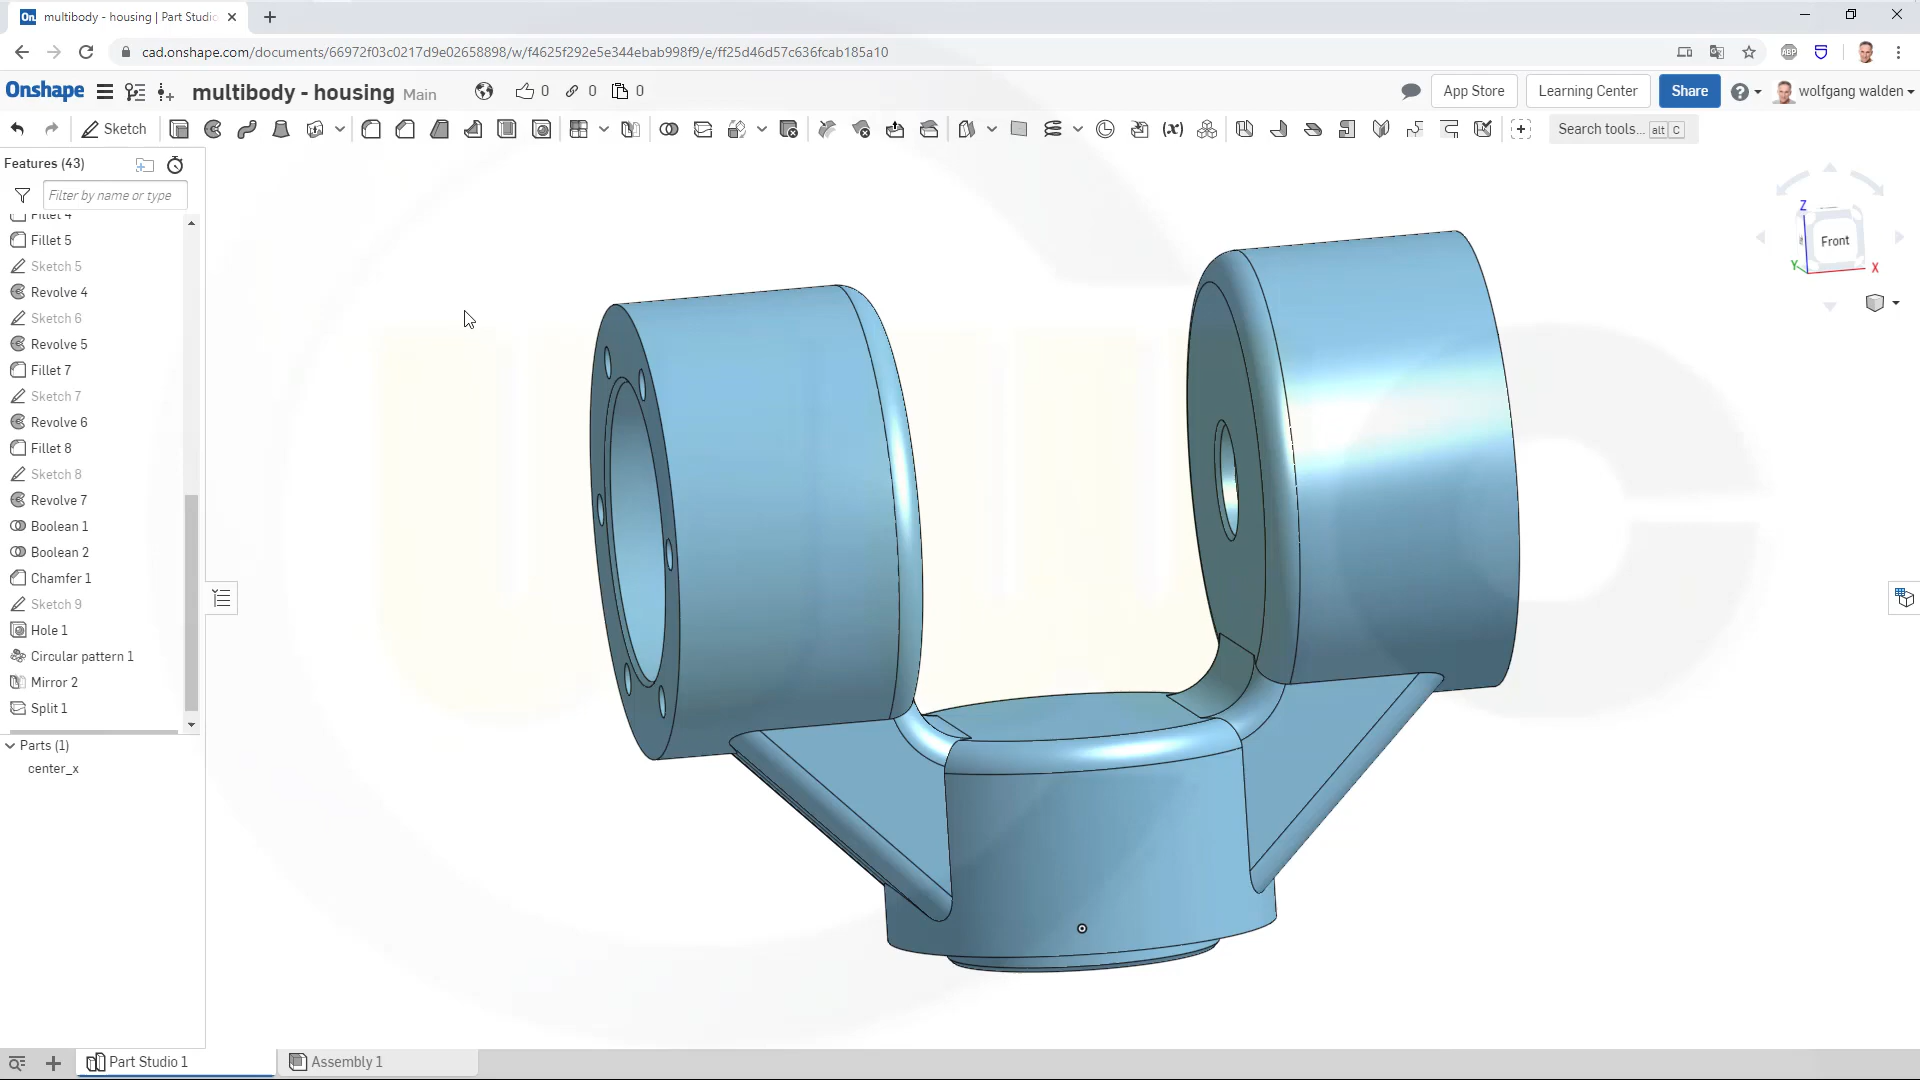 On multibody - housing | Part Studio
cad.onshape.com/documents/66972f03c0217d9e02658898/w/f4625f292e5e344ebab998f9/e/ff25d46d57c636fcab185a10
ABP
Onshape multibody - housing Main 0 0 0 App Store Learning Center Share wolfgang walden
Sketch (x) Search tools... alt C
Features (43)
Filter by name or type
Fillet 4
Fillet 5
Sketch 5
Revolve 4
Sketch 6
Revolve 5
Fillet 7
Sketch 7
Revolve 6
Fillet 8
Sketch 8
Revolve 7
Boolean 1
Boolean 2
Chamfer 1
Sketch 9
Hole 1
Circular pattern 1
Mirror 2
Split 1
Parts (1)
center_x
Z
Front
Y
X
Part Studio 1
Assembly 1